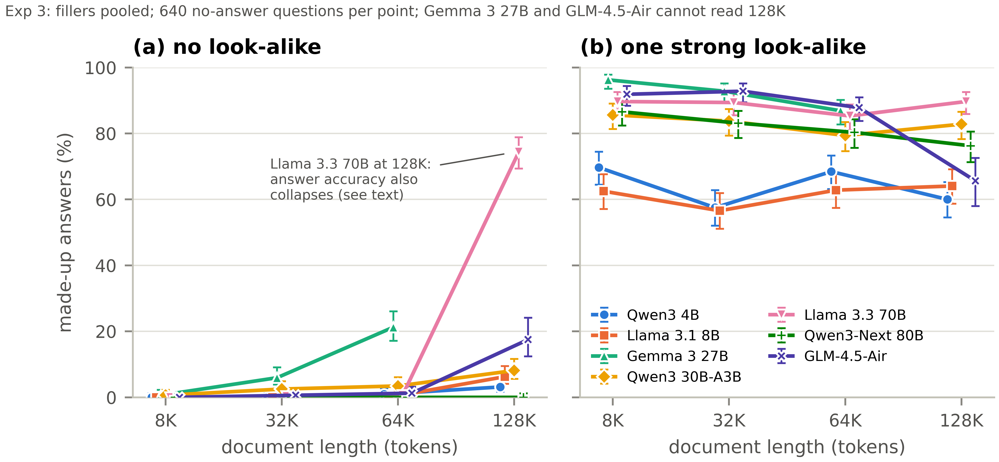 Exp 3: fillers pooled; 640 no-answer questions per point; Gemma 3 27B and GLM-4.5-Air cannot read 128K
(a) no look-alike
(b) one strong look-alike
made-up answers (%)
100
80
60
40
20
0
Llama 3.3 70B at 128K:
answer accuracy also
collapses (see text)
8K 32K 64K 128K
document length (tokens)
Qwen3 4B
Llama 3.1 8B
Gemma 3 27B
Qwen3 30B-A3B
Llama 3.3 70B
Qwen3-Next 80B
GLM-4.5-Air
8K 32K 64K 128K
document length (tokens)